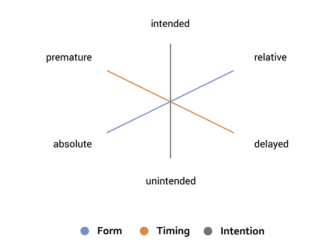 intended
premature
relative
absolute
delayed
unintended
Form
Timing
Intention